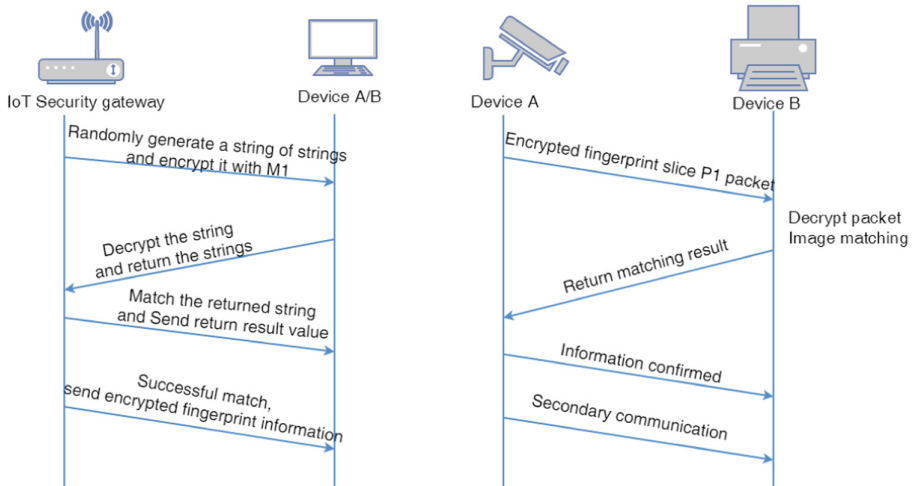 IoT Security gateway
Device A/B
Randomly generate a string of strings
and encrypt it with M1
Decrypt the string
and return the strings
Match the returned string
and Send return result value
Successful match,
send encrypted fingerprint information
Device A
Device B
Encrypted fingerprint slice P1 packet
Decrypt packet
Image matching
Return matching result
Information confirmed
Secondary communication